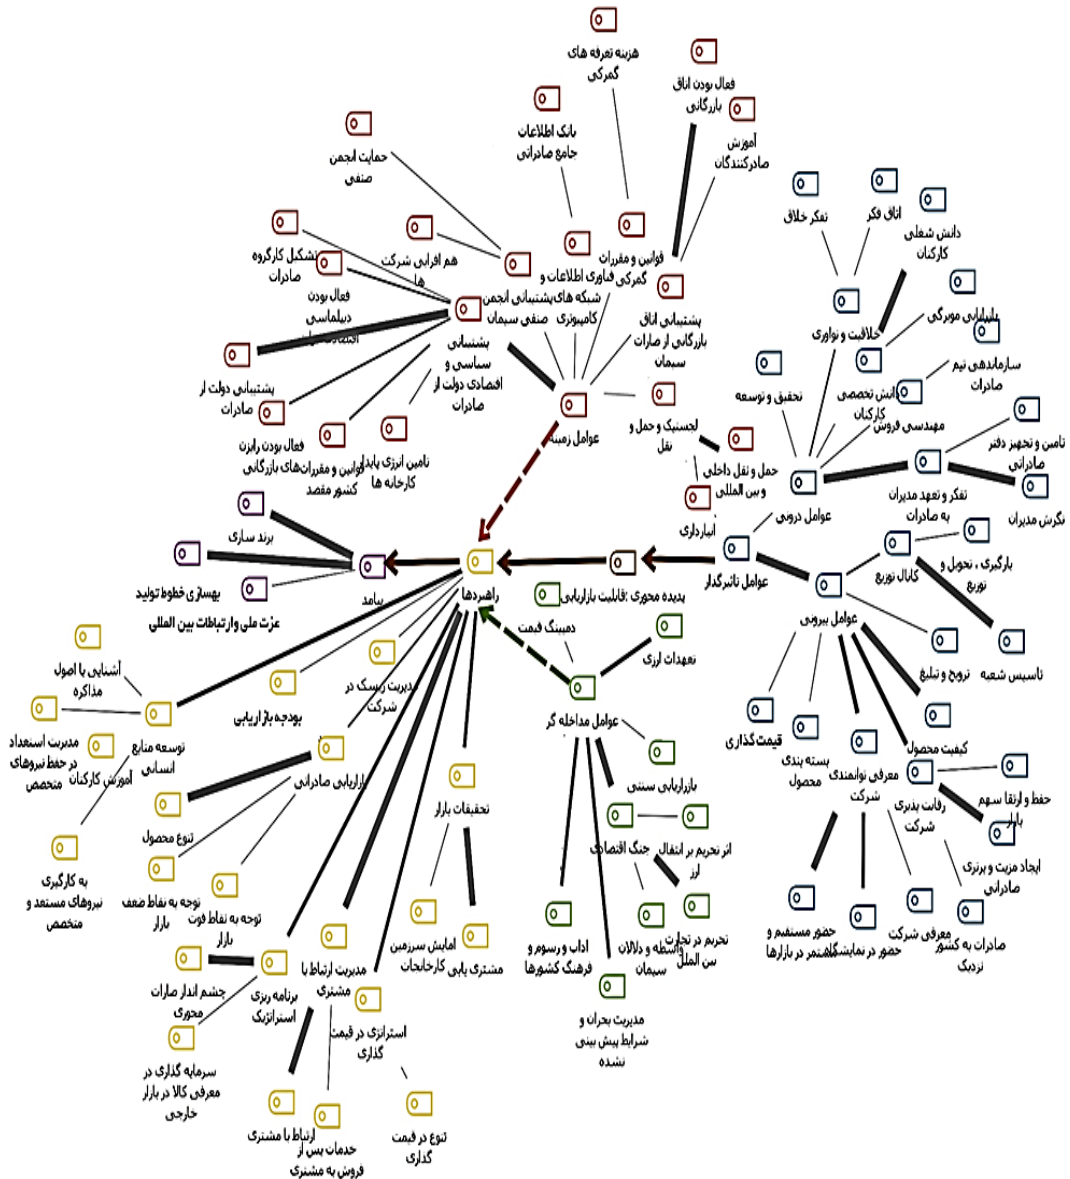 هزینه تعرفه های
گمرکی
فعال بودن اتاق
بازرگانی
بانک اطلاعات
جامع صادراتی
آموزش
صادرکنندگان
حمایت انجمن
صنفی
تفکر خلاق
اتاق فکر
دانش شغلی
کارکنان
تشکیل کارگروه
صادرات
هم افزایی شرکت
ها
فعال بودن
دیپلماسی
پشتیبانی انجمن
صنفی سیمان
فناوری اطلاعات و
شبکه های
کامپیوتری
قوانین و مقررات
گمرکی
پشتیبانی اتاق
بازرگانی از صارات
سیمان
خلاقیت و نواوری
بازاریابی مویرگی
سازماندهی تیم
صادرات
پشتیبانی
سیاسی و
اقتصادی دولت از
صادرات
پشتیبانی دولت از
صادرات
تحقیق و توسعه
دانش تخصصی
کارکنان
مهندسی فروش
فعال بودن رایزن
های بازرگانی
قوانین و مقررات
کشور مقصد
تامین انرژی پایدار
کارخانه ها
عوامل زمینه
لجستیک و حمل و
نقل
حمل و نقل داخلی
و بین المللی
انبارداری
عوامل درونی
تفکر و تعهد مدیران
به صادرات
تامین و تجهیز دفتر
صادراتی
نگرش مدیران
برند سازی
بهسازی خطوط تولید
عزت ملی و ارتباطات بین المللی
پیامد
راهبردها
پدیده محوری :قابلیت بازاریابی
عوامل تاثیرگذار
عوامل بیرونی
کانال توزیع
بارگیری ، تحویل و
توزیع
تاسیس شعبه
ترویج و تبلیغ
دمپینگ قیمت
تعهدات ارزی
عوامل مداخله گر
آشنایی با اصول
مذاکره
مدیریت استعداد
در حفظ نیروهای
متخصص
آموزش کارکنان
توسعه منابع
انسانی
به کارگیری
نیروهای مستعد و
متخصص
بودجه بازاریابی
مدیریت ریسک در
شرکت
بازاریابی صادراتی
تنوع محصول
توجه به نقاط ضعف
بازار
توجه به نقاط قوت
بازار
تحقیقات بازار
امایش سرزمین
کارخانجات
مشتری یابی
بازرایابی سنتی
جنگ اقتصادی
اثر تحریم بر انتقال
ارز
تحریم در تجارت
بین الملل
واسطه و دلالان
سیمان
اداب و رسوم و
فرهنگ کشورها
مدیریت بحران و
شرایط پیش بینی
نشده
قیمت گذاری
بسته بندی
محصول
معرفی توانمندی
شرکت
کیفیت محصول
رقابت پذیری
شرکت
حفظ و ارتقا سهم
بازار
ایجاد مزیت و برتری
صادراتی
صادرات به کشور
نزدیک
معرفی شرکت
حضور در نمایشگاه
حضور مستقیم و
مستمر در بازارها
چشم انداز صارات
محوری
برنامه ریزی
استراتژیک
سرمایه گذاری در
معرفی کالا در بازار
خارجی
مدیریت ارتباط با
مشتری
استراتژی در قیمت
گذاری
ارتباط با مشتری
خدمات پس از
فروش به مشتری
تنوع در قیمت
گذاری